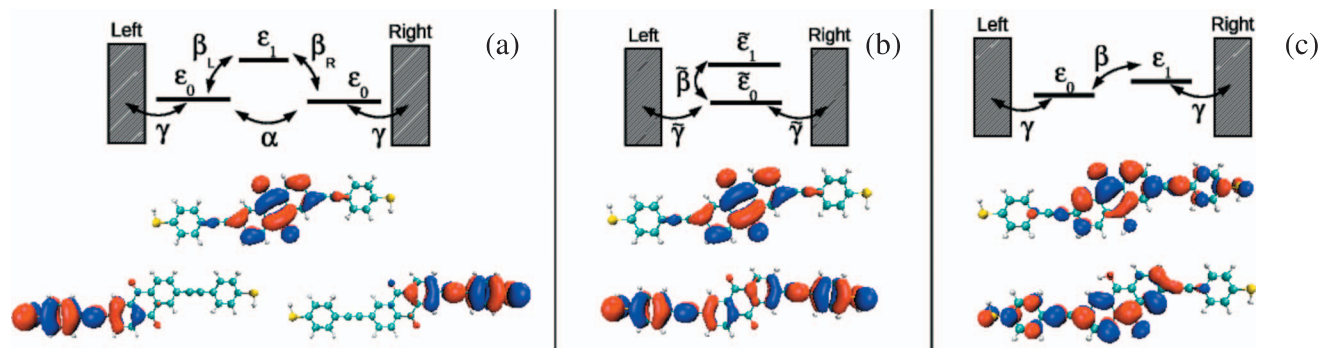 Left
Right
(a)
β_L
ε_1
β_R
ε_0
ε_0
γ
α
γ
Left
Right
(b)
ε̃_1
β̃
ε̃_0
γ̃
γ̃
Left
Right
(c)
ε_0
β
ε_1
γ
γ